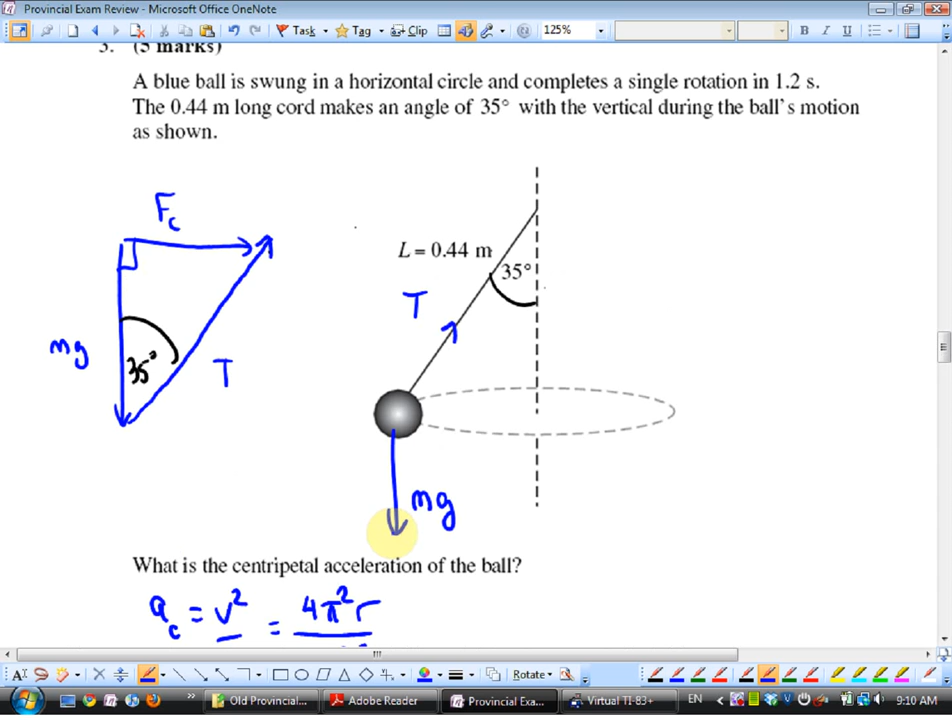 Provincial Exam Review - Microsoft Office OneNote
Task Tag Clip 125% B I U
3. (5 marks)
A blue ball is swung in a horizontal circle and completes a single rotation in 1.2 s.
The 0.44 m long cord makes an angle of 35° with the vertical during the ball's motion
as shown.
Fc
L = 0.44 m
35°
T
mg
35°
T
mg
What is the centripetal acceleration of the ball?
ac = v² = 4π²r
Rotate
Old Provincial... Adobe Reader Provincial Exa... Virtual TI-83+ EN 9:10 AM